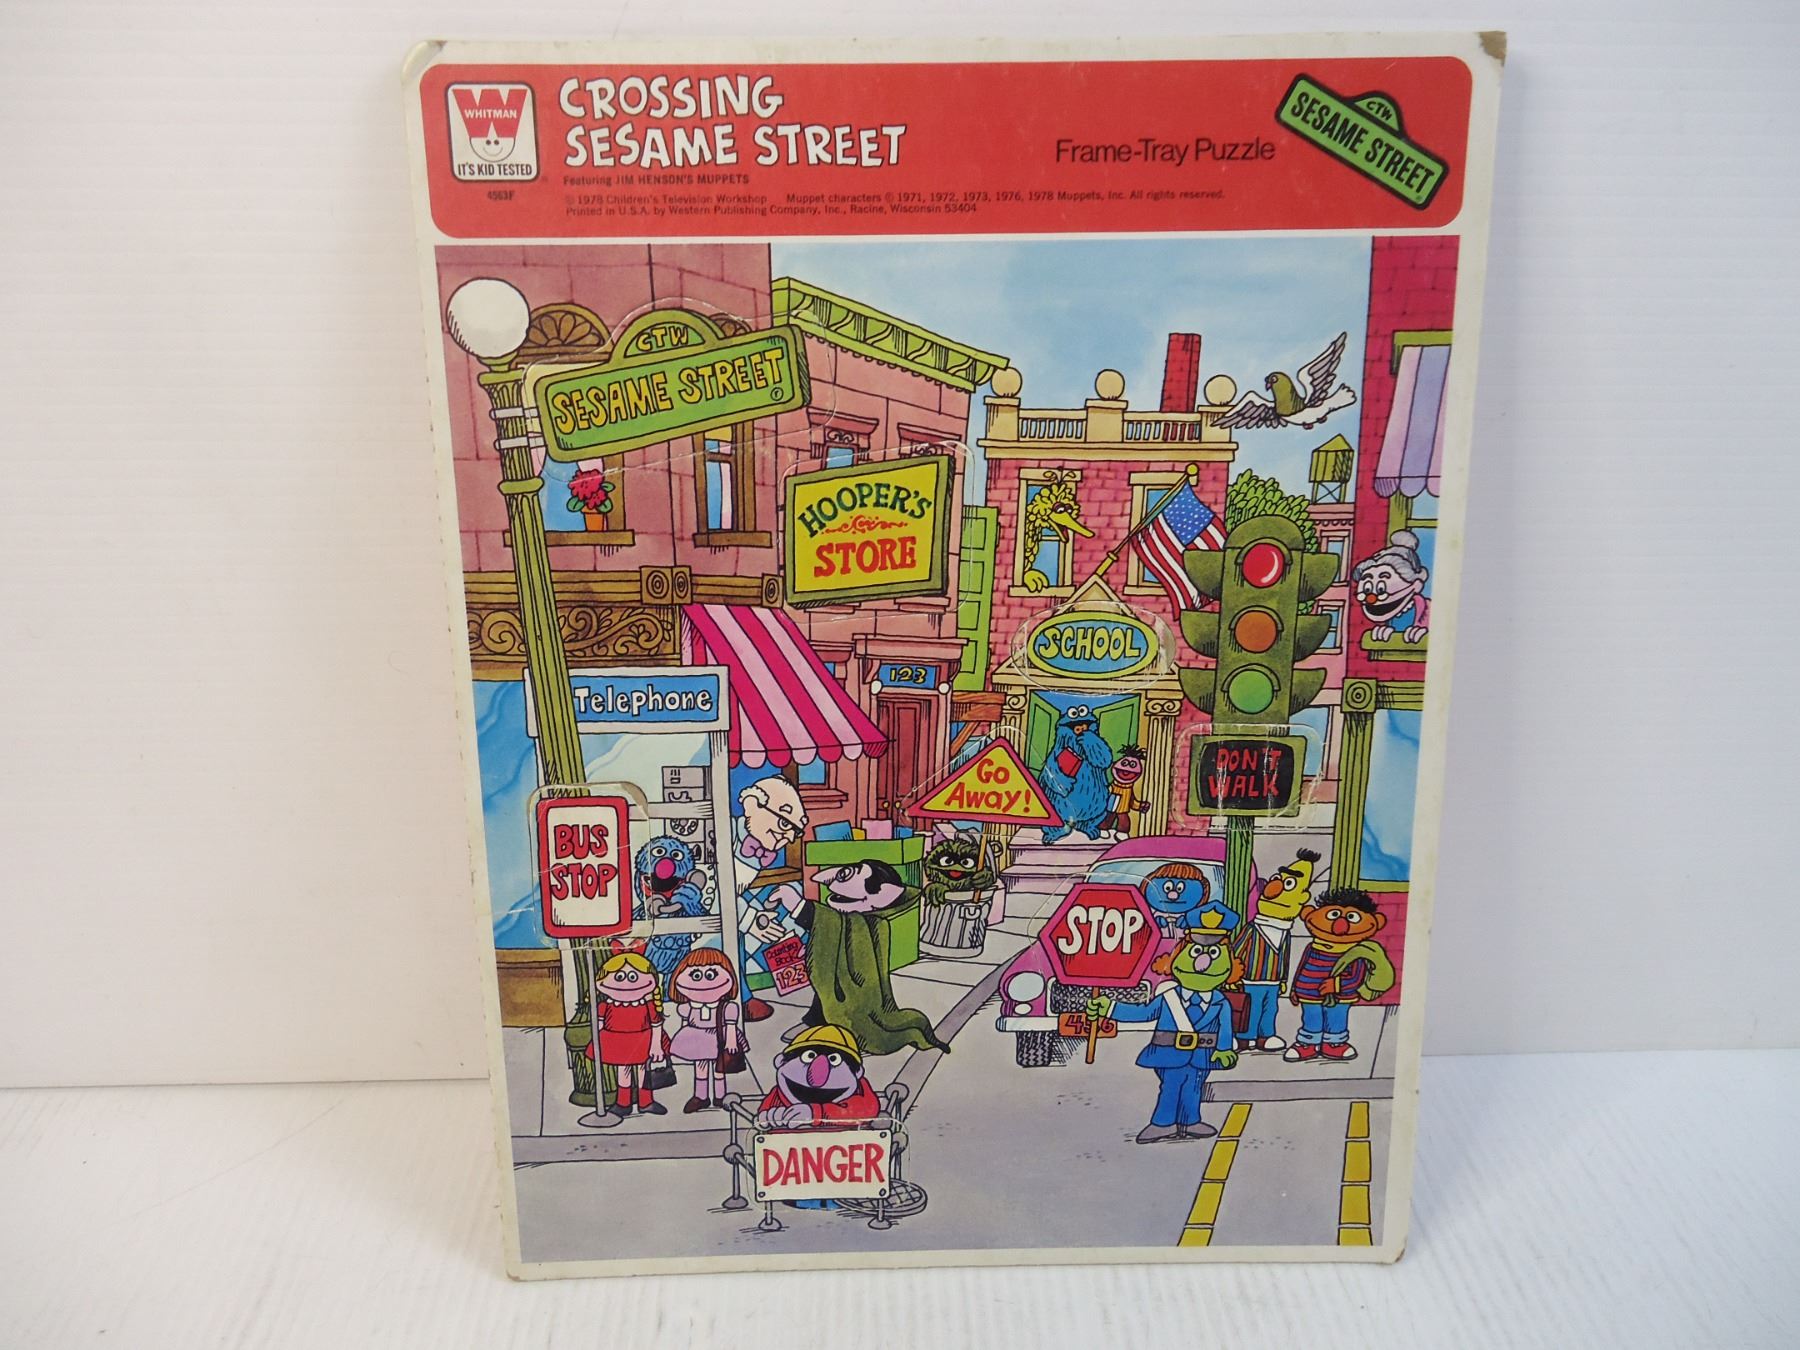 WHITMAN
IT'S KID TESTED
4563F
CROSSING
SESAME STREET
Featuring JIM HENSON'S MUPPETS
© 1978 Children's Television Workshop Muppet characters © 1971, 1972, 1973, 1976, 1978 Muppets, Inc. All rights reserved.
Printed in U.S.A. by Western Publishing Company, Inc., Racine, Wisconsin 53404
Frame-Tray Puzzle
CTW
SESAME STREET
CTW
SESAME STREET
HOOPER'S
STORE
SCHOOL
123
Telephone
Go
Away!
DON'T
WALK
BUS
STOP
STOP
Counting
Book
123
456
DANGER